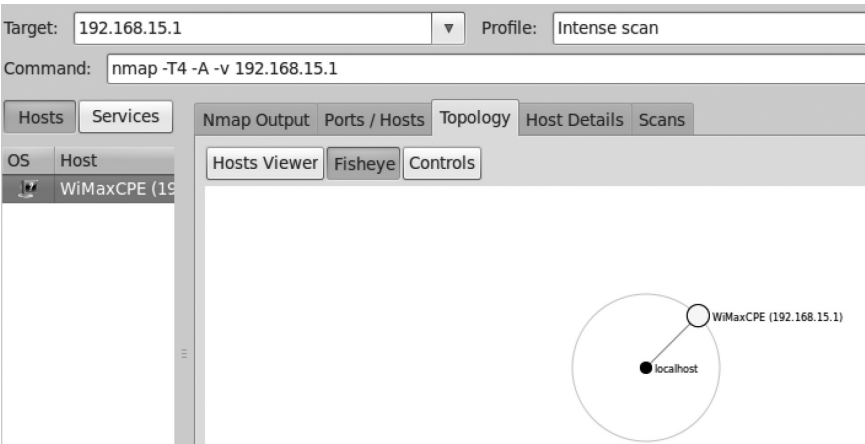 Target: 192.168.15.1 Profile: Intense scan
Command: nmap -T4 -A -v 192.168.15.1
Hosts Services
Nmap Output Ports / Hosts Topology Host Details Scans
OS Host
Hosts Viewer Fisheye Controls
WiMaxCPE (19
WiMaxCPE (192.168.15.1)
localhost